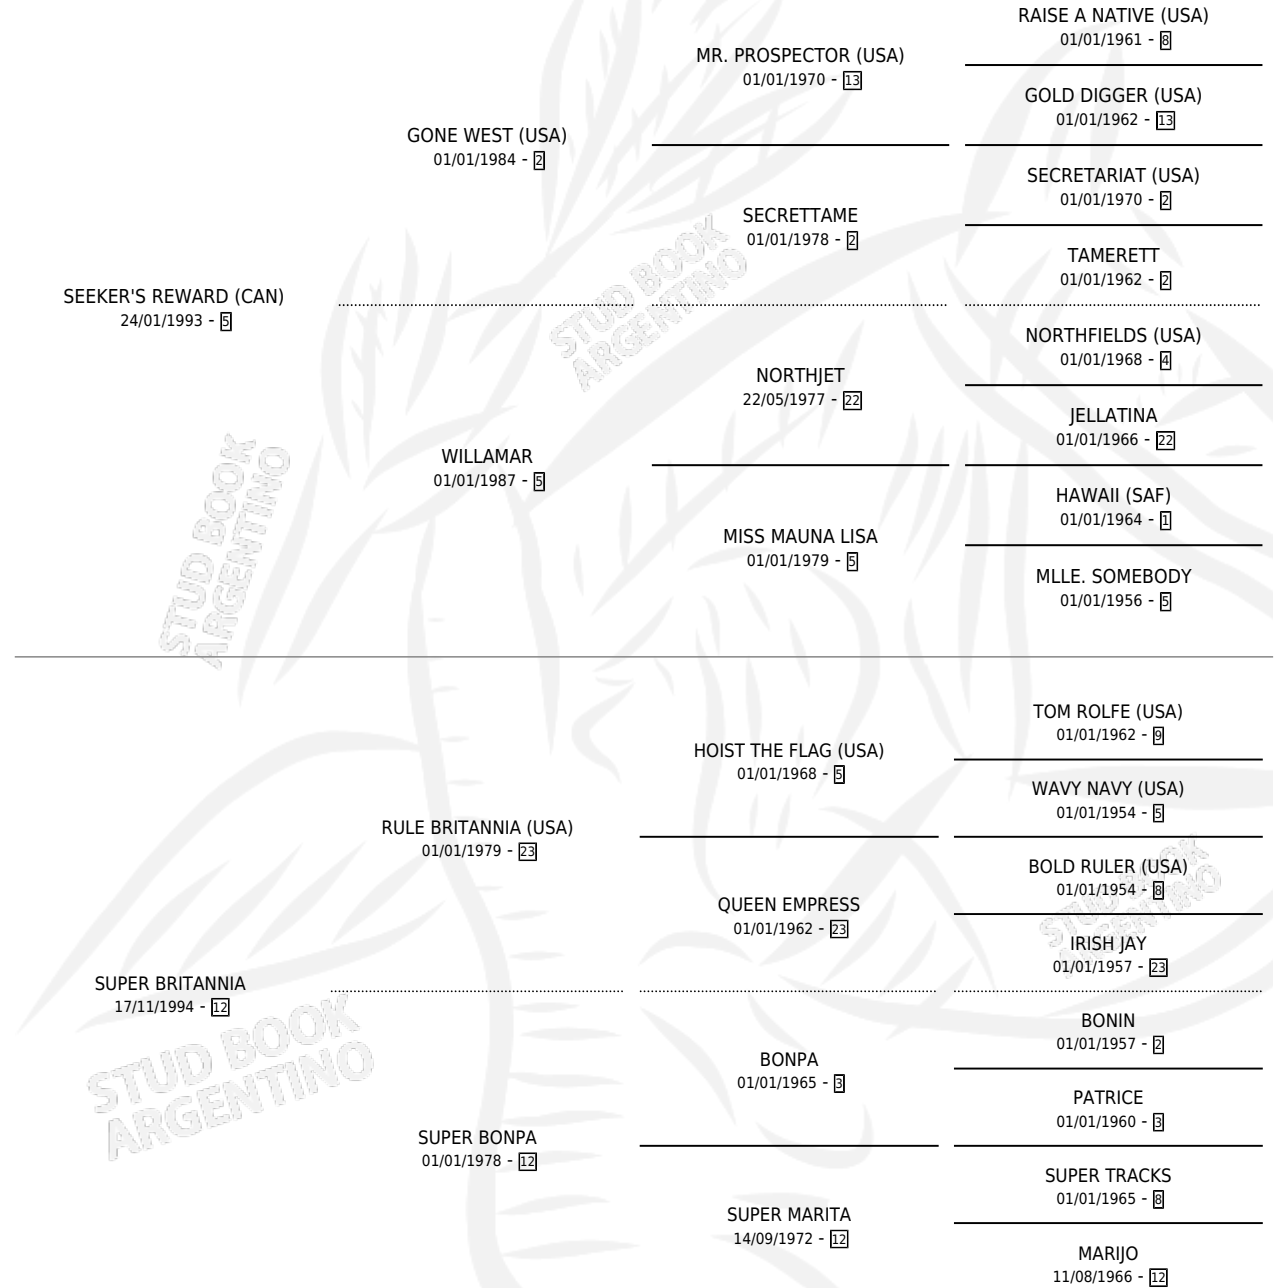 RAISE A NATIVE (USA)
01/01/1961 - 8
MR. PROSPECTOR (USA)
01/01/1970 - 13
GOLD DIGGER (USA)
01/01/1962 - 13
GONE WEST (USA)
01/01/1984 - 2
SECRETARIAT (USA)
01/01/1970 - 2
SECRETTAME
01/01/1978 - 2
TAMERETT
01/01/1962 - 2
SEEKER'S REWARD (CAN)
24/01/1993 - 5
STUD BOOK
ARGENTINO
NORTHFIELDS (USA)
01/01/1968 - 4
NORTHJET
22/05/1977 - 22
JELLATINA
01/01/1966 - 22
WILLAMAR
01/01/1987 - 5
HAWAII (SAF)
01/01/1964 - 1
MISS MAUNA LISA
01/01/1979 - 5
MLLE. SOMEBODY
01/01/1956 - 5
STUD BOOK
ARGENTINO
TOM ROLFE (USA)
01/01/1962 - 9
HOIST THE FLAG (USA)
01/01/1968 - 5
WAVY NAVY (USA)
01/01/1954 - 5
RULE BRITANNIA (USA)
01/01/1979 - 23
BOLD RULER (USA)
01/01/1954 - 8
QUEEN EMPRESS
01/01/1962 - 23
IRISH JAY
01/01/1957 - 23
STUD BOOK
ARGENTINO
SUPER BRITANNIA
17/11/1994 - 12
STUD BOOK
ARGENTINO
BONIN
01/01/1957 - 2
BONPA
01/01/1965 - 3
PATRICE
01/01/1960 - 3
SUPER BONPA
01/01/1978 - 12
SUPER TRACKS
01/01/1965 - 8
SUPER MARITA
14/09/1972 - 12
MARIJO
11/08/1966 - 12